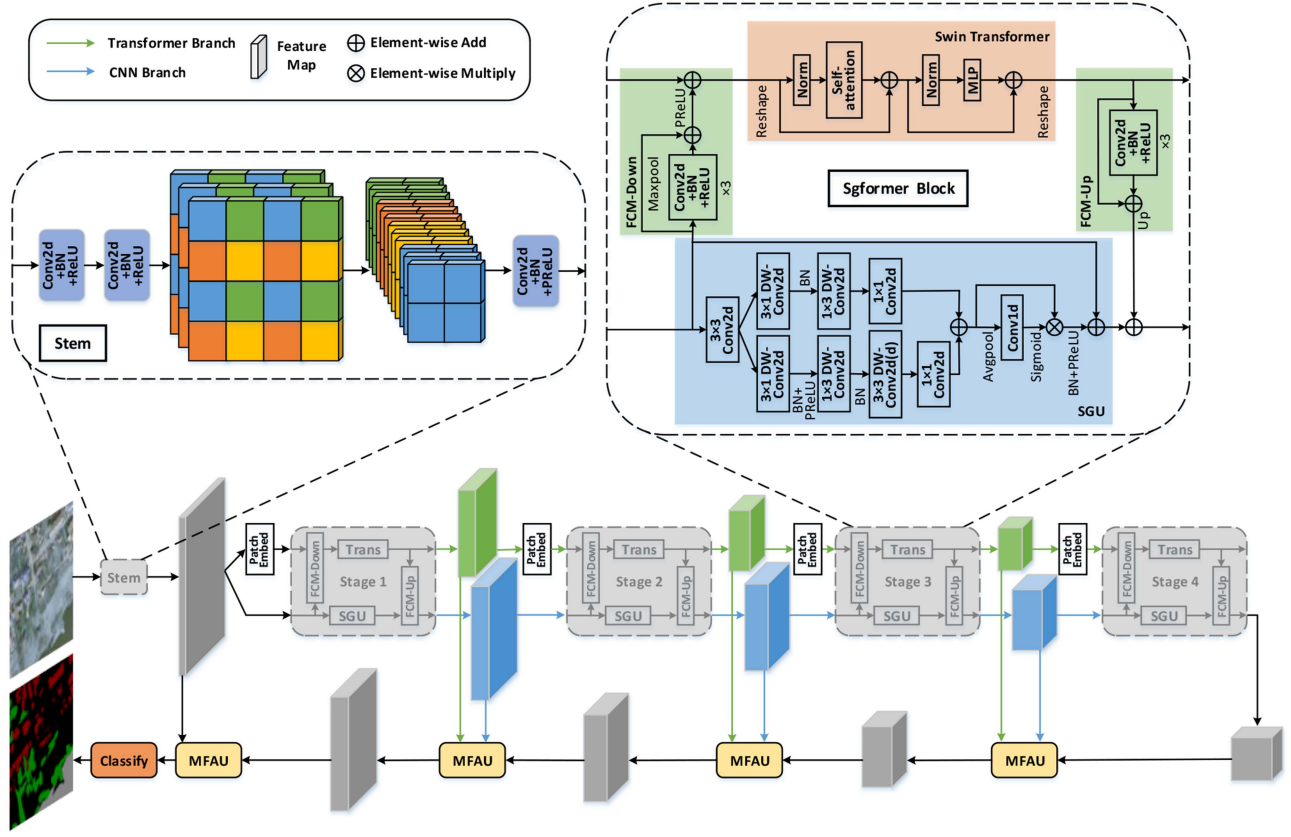 Transformer Branch
CNN Branch
Feature
Map
Element-wise Add
Element-wise Multiply
Conv2d
+BN
+ReLU
Conv2d
+BN
+ReLU
Conv2d
+BN
+PReLU
Stem
Swin Transformer
FCM-Down
Maxpool
Conv2d
+BN
+ReLU
×3
PReLU
Reshape
Norm
Self-
attention
Norm
MLP
Reshape
Sgformer Block
FCM-Up
Conv2d
+BN
+ReLU
×3
Up
3×3
Conv2d
3×1 DW-
Conv2d
BN
1×3 DW-
Conv2d
1×1
Conv2d
3×1 DW-
Conv2d
BN+
PReLU
1×3 DW-
Conv2d
BN
3×3 DW-
Conv2d(d)
1×1
Conv2d
Avgpool
Conv1d
Sigmoid
BN+PReLU
SGU
Stem
Patch
Embed
FCM-Down
Trans
Stage 1
SGU
FCM-Up
Patch
Embed
FCM-Down
Trans
Stage 2
SGU
FCM-Up
Patch
Embed
FCM-Down
Trans
Stage 3
SGU
FCM-Up
Patch
Embed
FCM-Down
Trans
Stage 4
SGU
FCM-Up
Classify
MFAU
MFAU
MFAU
MFAU